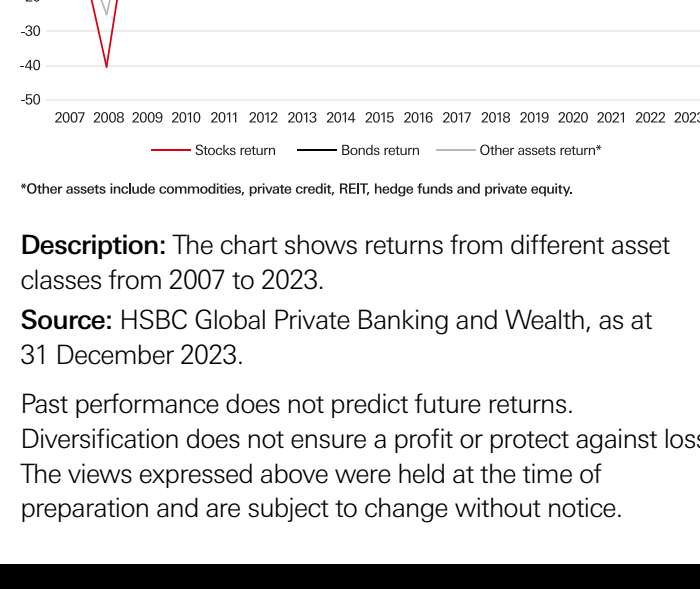 -30
-40
-50
2007 2008 2009 2010 2011 2012 2013 2014 2015 2016 2017 2018 2019 2020 2021 2022 2023
Stocks return Bonds return Other assets return*
*Other assets include commodities, private credit, REIT, hedge funds and private equity.
Description: The chart shows returns from different asset
classes from 2007 to 2023.
Source: HSBC Global Private Banking and Wealth, as at
31 December 2023.
Past performance does not predict future returns.
Diversification does not ensure a profit or protect against loss
The views expressed above were held at the time of
preparation and are subject to change without notice.